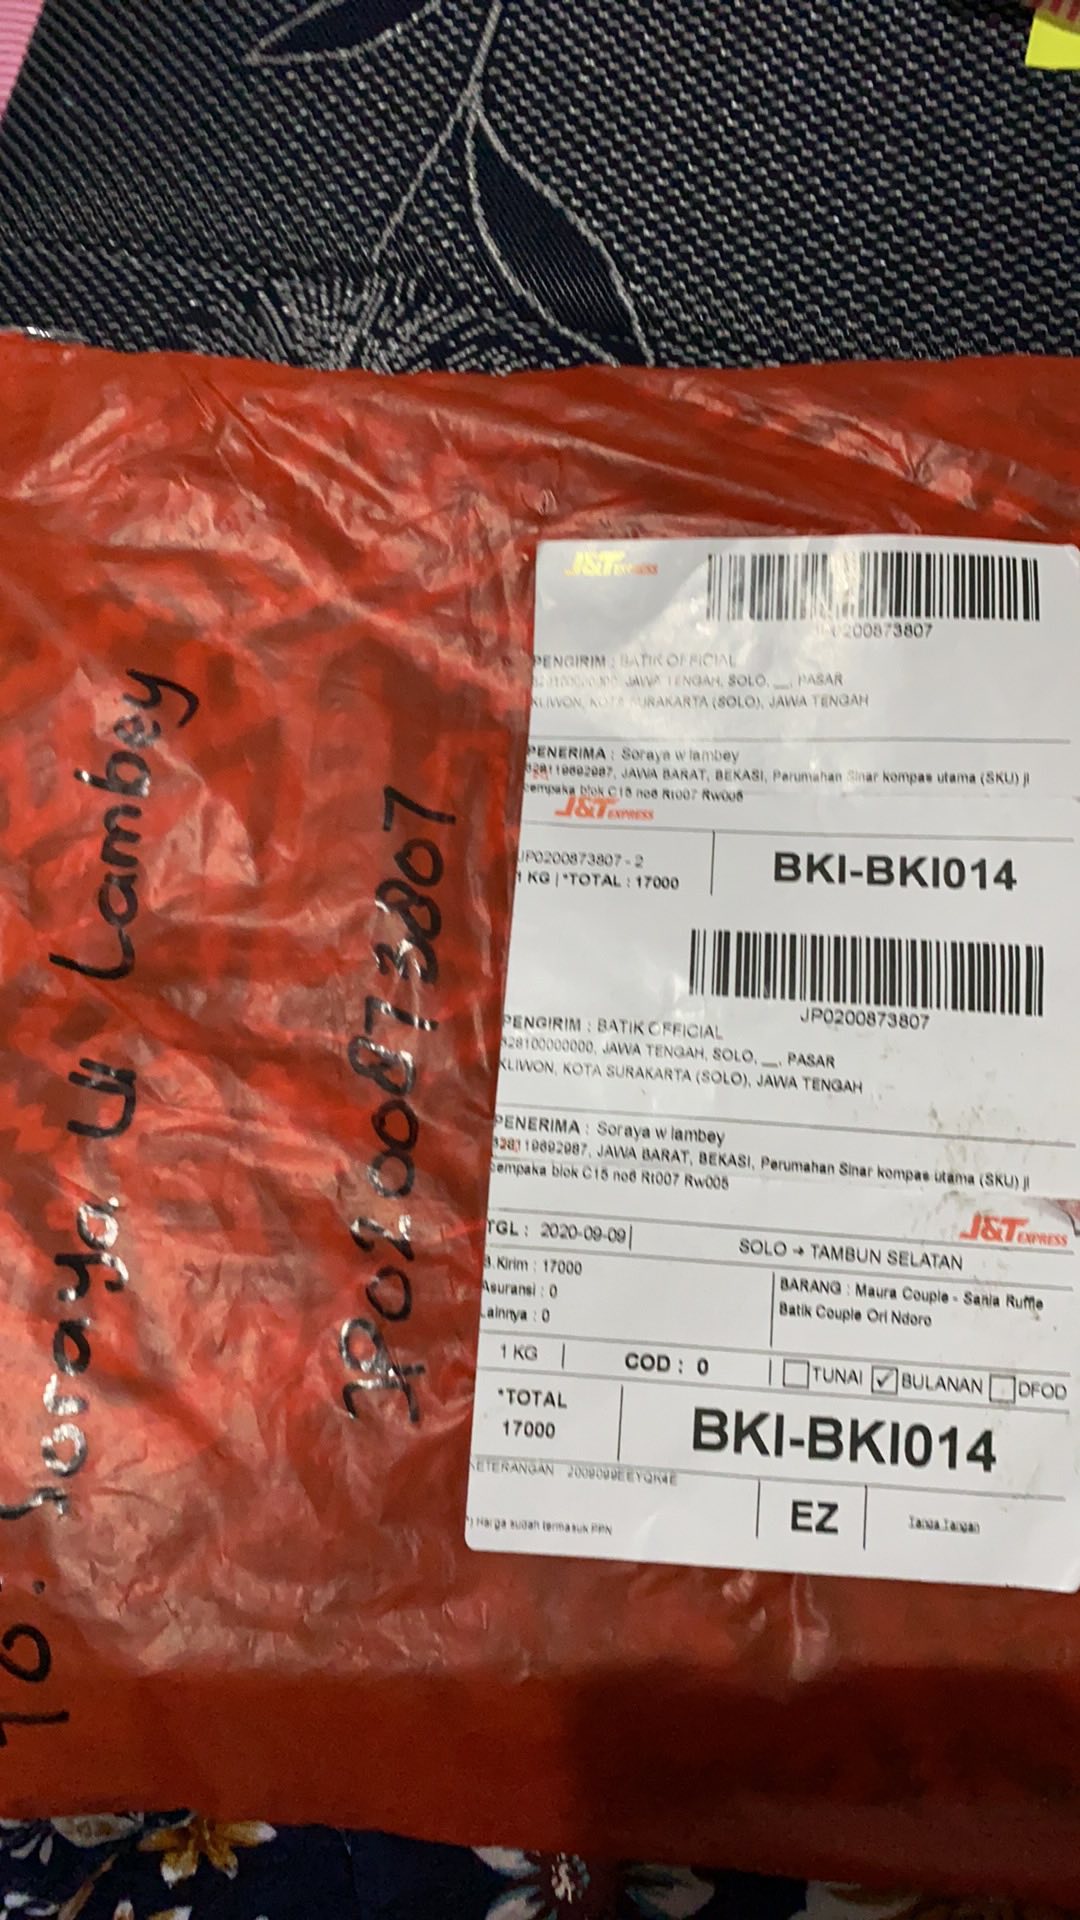 J&T EXPRESS
0200873807
PENGIRIM : BATIK OFFICIAL
JAWA TENGAH, SOLO, __, PASAR
KLIWON, KOTA SURAKARTA (SOLO), JAWA TENGAH
PENERIMA : Soraya w lambey
628119692987, JAWA BARAT, BEKASI, Perumahan Sinar kompas utama (SKU) jl
cempaka blok C15 no6 Rt007 Rw005
J&T EXPRESS
JP0200873807 - 2
1 KG | *TOTAL : 17000
BKI-BKI014
JP0200873807
PENGIRIM : BATIK OFFICIAL
628100000000, JAWA TENGAH, SOLO, __, PASAR
KLIWON, KOTA SURAKARTA (SOLO), JAWA TENGAH
PENERIMA : Soraya w lambey
628119692987, JAWA BARAT, BEKASI, Perumahan Sinar kompas utama (SKU) jl
cempaka blok C15 no6 Rt007 Rw005
J&T EXPRESS
TGL : 2020-09-09
SOLO → TAMBUN SELATAN
B.Kirim : 17000
Asuransi : 0
Lainnya : 0
BARANG : Maura Couple - Sania Ruffle
Batik Couple Ori Ndoro
1 KG
COD : 0
TUNAI ✓ BULANAN DFOD
*TOTAL
17000
BKI-BKI014
KETERANGAN
*) Harga sudah termasuk PPN
EZ
Tanda Tangan
To : Soraya W Lambey
JP0200873807